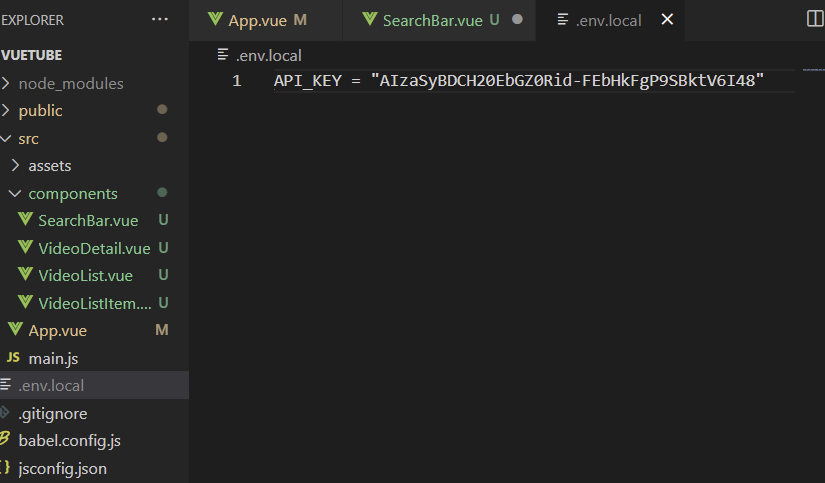 EXPLORER
App.vue M
SearchBar.vue U
.env.local
VUETUBE
.env.local
node_modules
1 API_KEY = "AIzaSyBDCH20EbGZ0Rid-FEbHkFgP9SBktV6I48"
public
src
assets
components
SearchBar.vue U
VideoDetail.vue U
VideoList.vue U
VideoListItem.... U
App.vue M
JS main.js
.env.local
.gitignore
babel.config.js
jsconfig.json